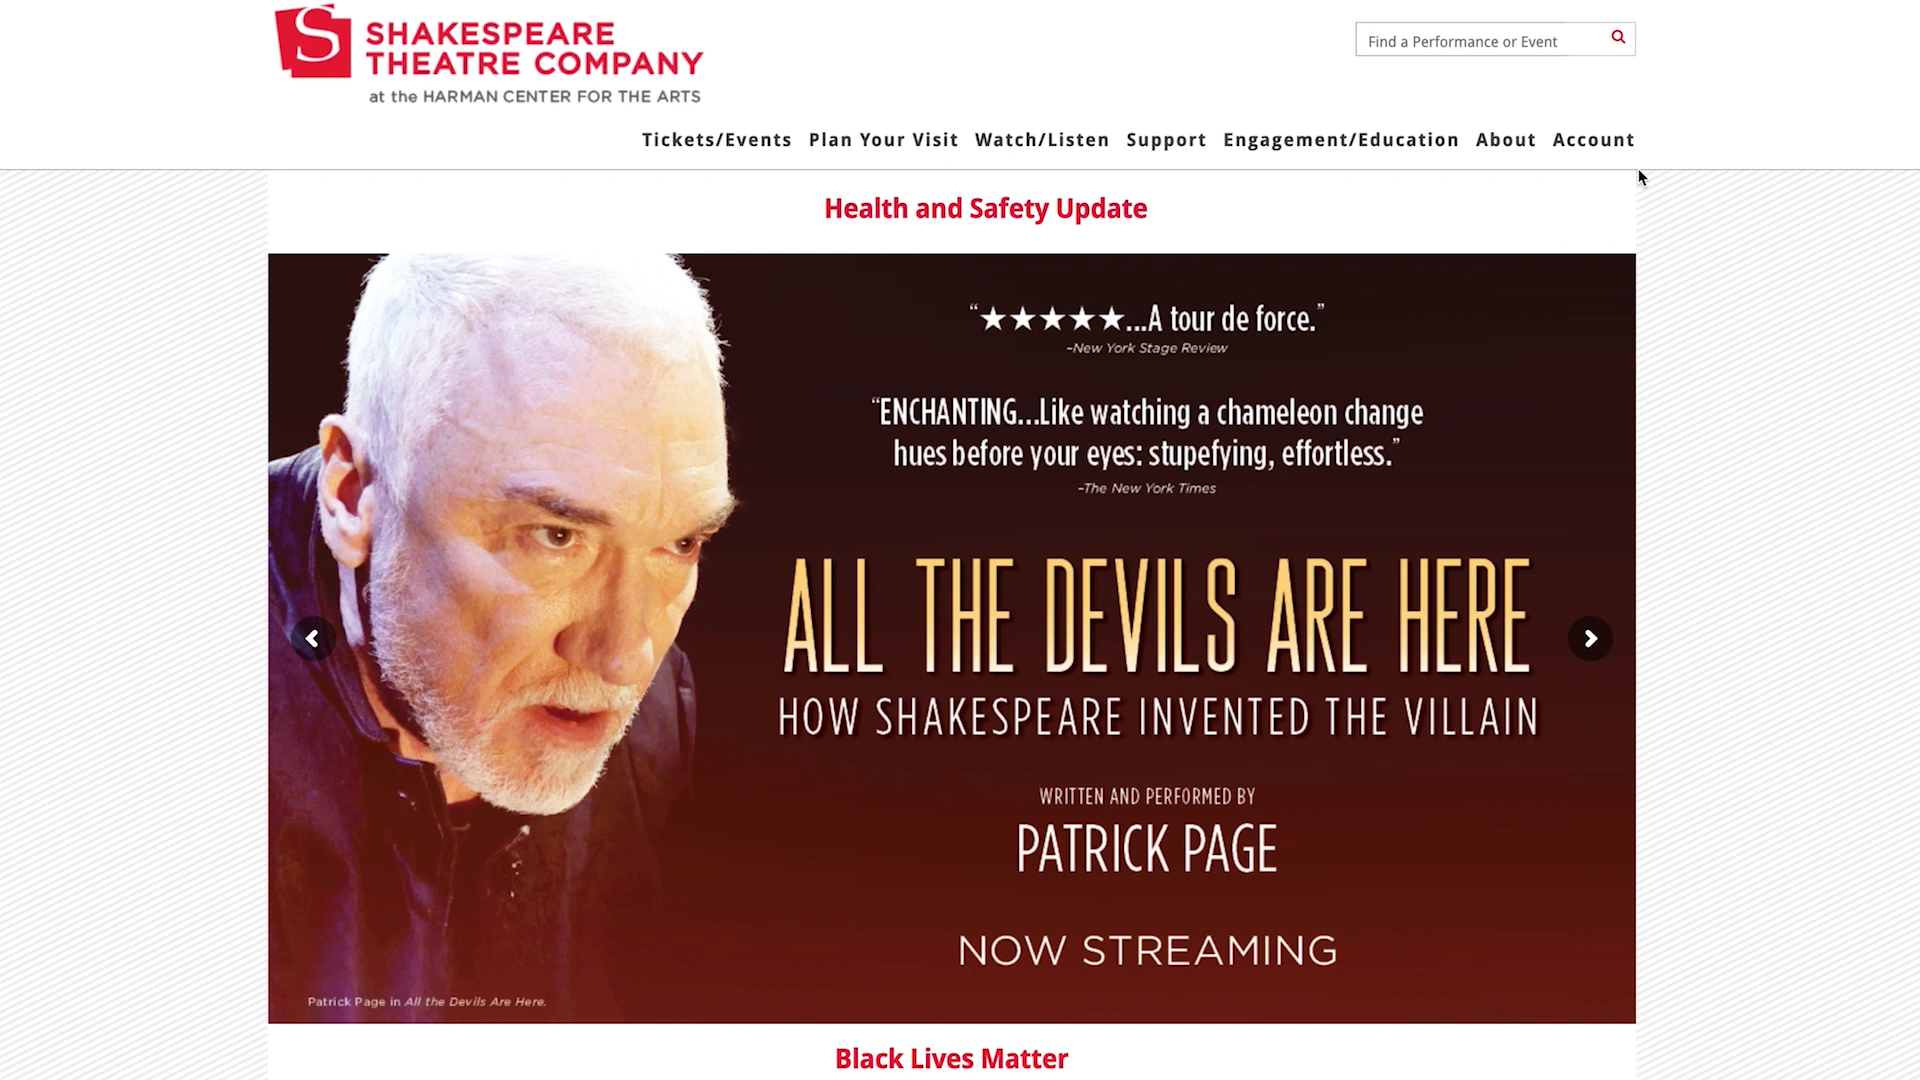 SHAKESPEARE
THEATRE COMPANY
at the HARMAN CENTER FOR THE ARTS
Find a Performance or Event
Tickets/Events Plan Your Visit Watch/Listen Support Engagement/Education About Account
Health and Safety Update
“★★★★★...A tour de force.”
–New York Stage Review
“ENCHANTING...Like watching a chameleon change
hues before your eyes: stupefying, effortless.”
–The New York Times
ALL THE DEVILS ARE HERE
HOW SHAKESPEARE INVENTED THE VILLAIN
WRITTEN AND PERFORMED BY
PATRICK PAGE
NOW STREAMING
Patrick Page in All the Devils Are Here.
Black Lives Matter